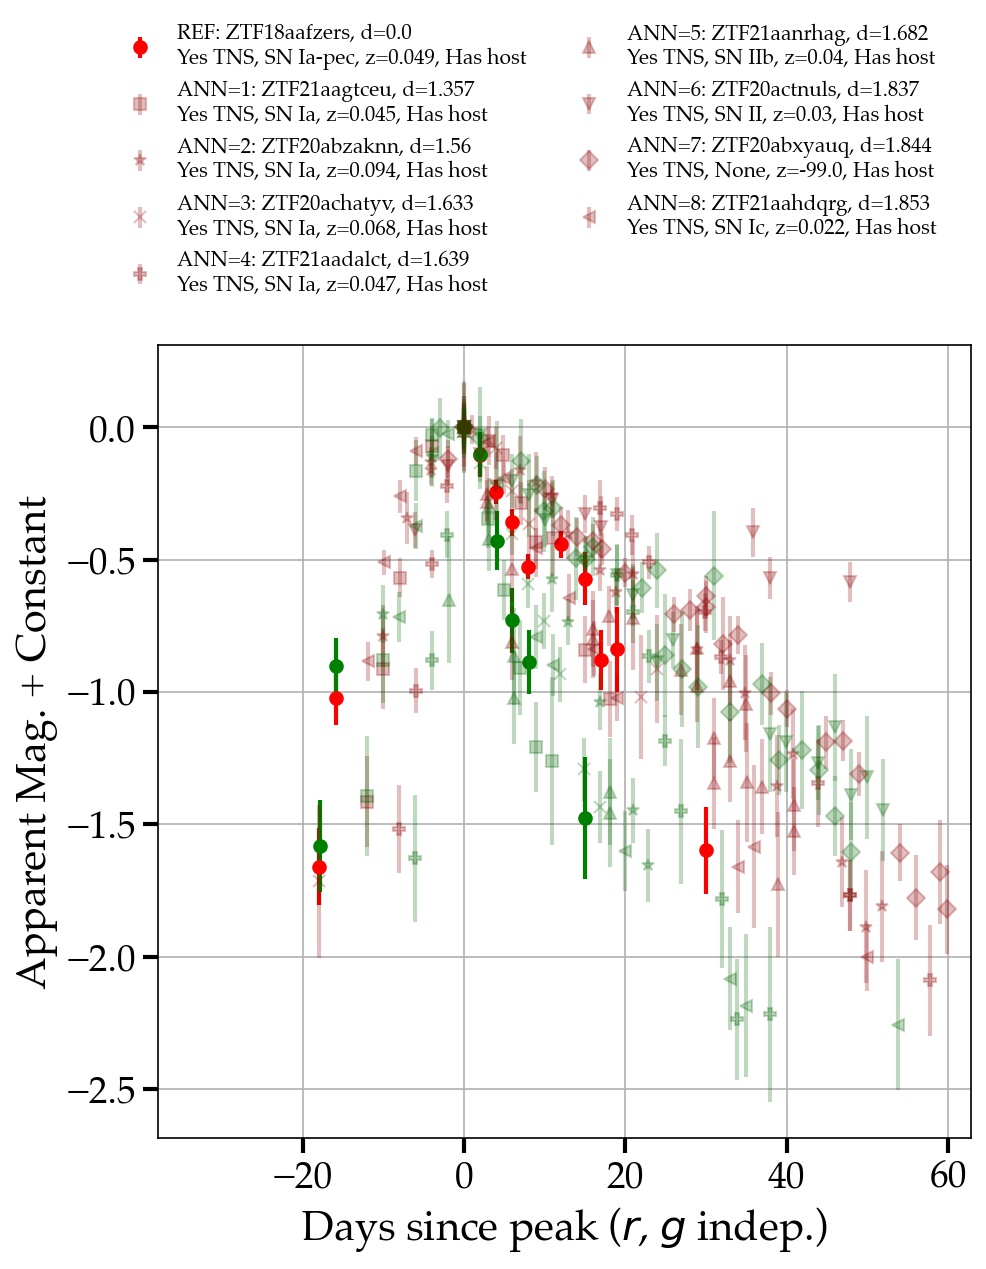 REF: ZTF18aafzers, d=0.0
Yes TNS, SN Ia-pec, z=0.049, Has host
ANN=1: ZTF21aagtceu, d=1.357
Yes TNS, SN Ia, z=0.045, Has host
ANN=2: ZTF20abzaknn, d=1.56
Yes TNS, SN Ia, z=0.094, Has host
ANN=3: ZTF20achatyv, d=1.633
Yes TNS, SN Ia, z=0.068, Has host
ANN=4: ZTF21aadalct, d=1.639
Yes TNS, SN Ia, z=0.047, Has host
ANN=5: ZTF21aanrhag, d=1.682
Yes TNS, SN IIb, z=0.04, Has host
ANN=6: ZTF20actnuls, d=1.837
Yes TNS, SN II, z=0.03, Has host
ANN=7: ZTF20abxyauq, d=1.844
Yes TNS, None, z=-99.0, Has host
ANN=8: ZTF21aahdqrg, d=1.853
Yes TNS, SN Ic, z=0.022, Has host
Apparent Mag. + Constant
0.0
−0.5
−1.0
−1.5
−2.0
−2.5
−20
0
20
40
60
Days since peak (r, g indep.)